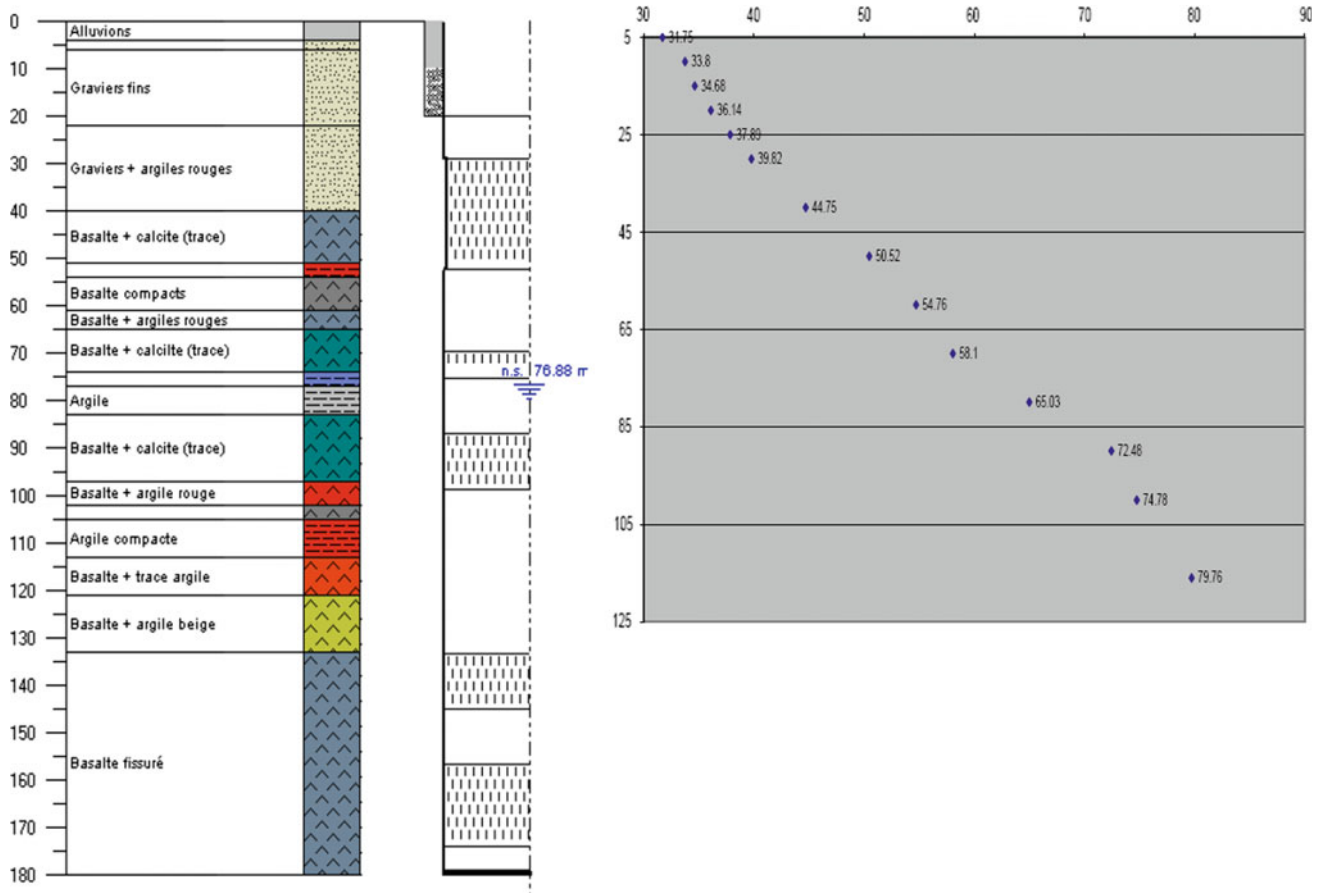 0
10
20
30
40
50
60
70
80
90
100
110
120
130
140
150
160
170
180
Alluvions
Graviers fins
Graviers + argiles rouges
Basalte + calcite (trace)
Basalte compacts
Basalte + argiles rouges
Basalte + calcilte (trace)
Argile
Basalte + calcite (trace)
Basalte + argile rouge
Argile compacte
Basalte + trace argile
Basalte + argile beige
Basalte fissuré
n.s. 76.88 m
30 40 50 60 70 80 90
5
25
45
65
85
105
125
31.75
33.8
34.68
36.14
37.89
39.82
44.75
50.52
54.76
58.1
65.03
72.48
74.78
79.76